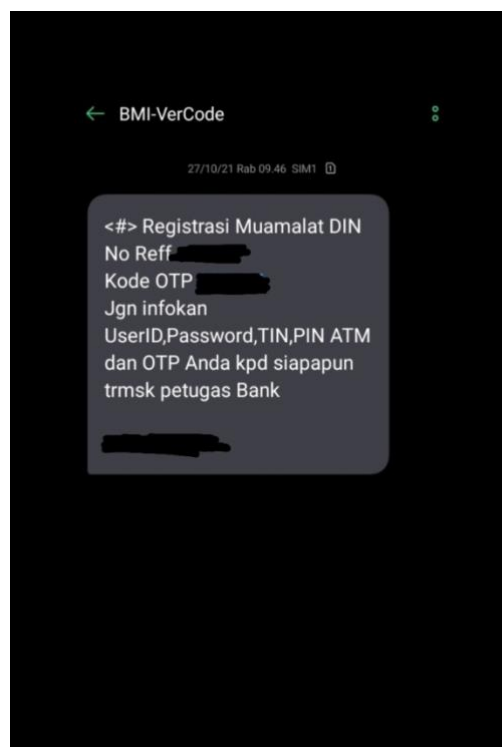 BMI-VerCode
27/10/21 Rab 09.46 SIM1
<#> Registrasi Muamalat DIN
No Reff
Kode OTP
Jgn infokan
UserID,Password,TIN,PIN ATM
dan OTP Anda kpd siapapun
trmsk petugas Bank